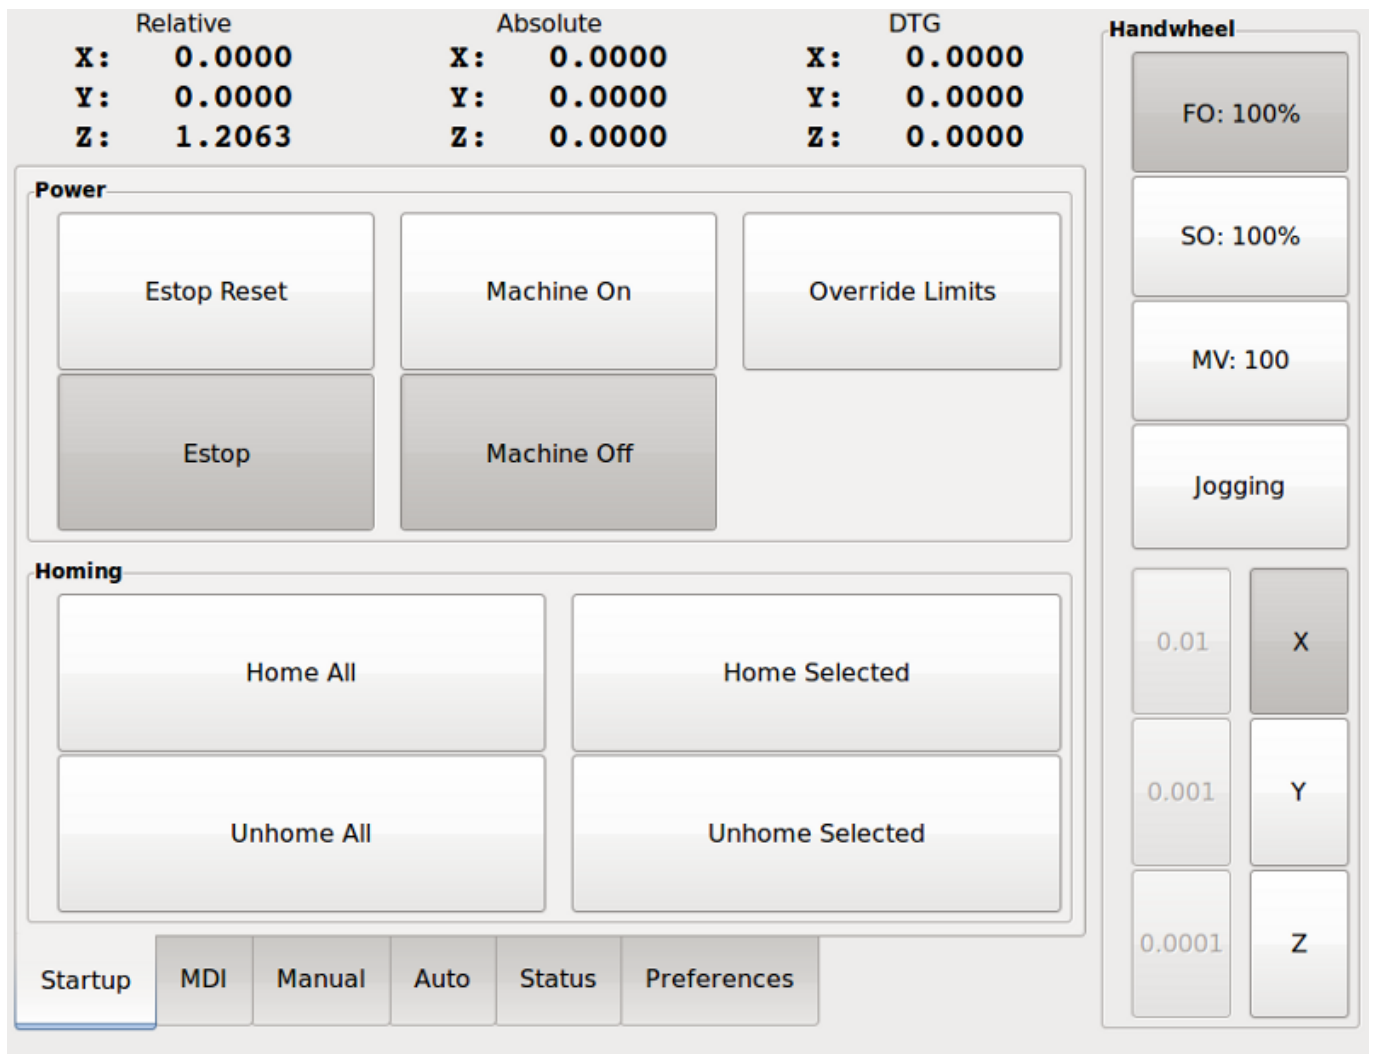 Relative Absolute DTG
X: 0.0000 X: 0.0000 X: 0.0000
Y: 0.0000 Y: 0.0000 Y: 0.0000
Z: 1.2063 Z: 0.0000 Z: 0.0000
Power
Estop Reset Machine On Override Limits
Estop Machine Off
Homing
Home All Home Selected
Unhome All Unhome Selected
Startup MDI Manual Auto Status Preferences
Handwheel
FO: 100%
SO: 100%
MV: 100
Jogging
0.01 X
0.001 Y
0.0001 Z